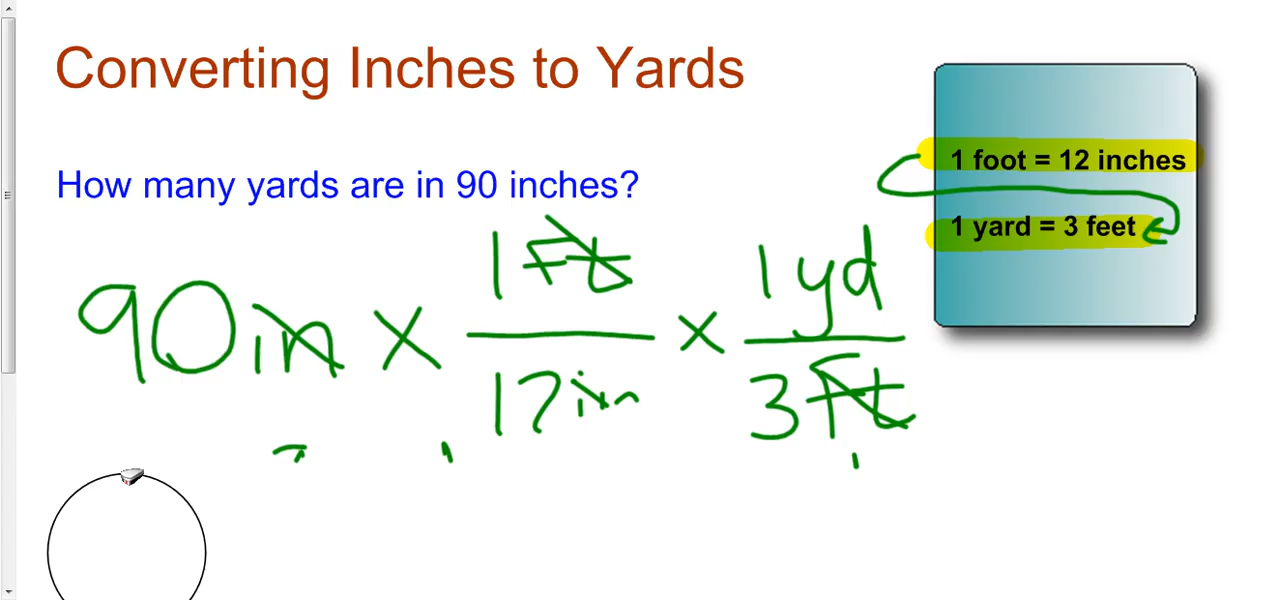 Converting Inches to Yards
1 foot = 12 inches
How many yards are in 90 inches?
1 yard = 3 feet
90 in x 1 ft / 12 in x 1 yd / 3 ft